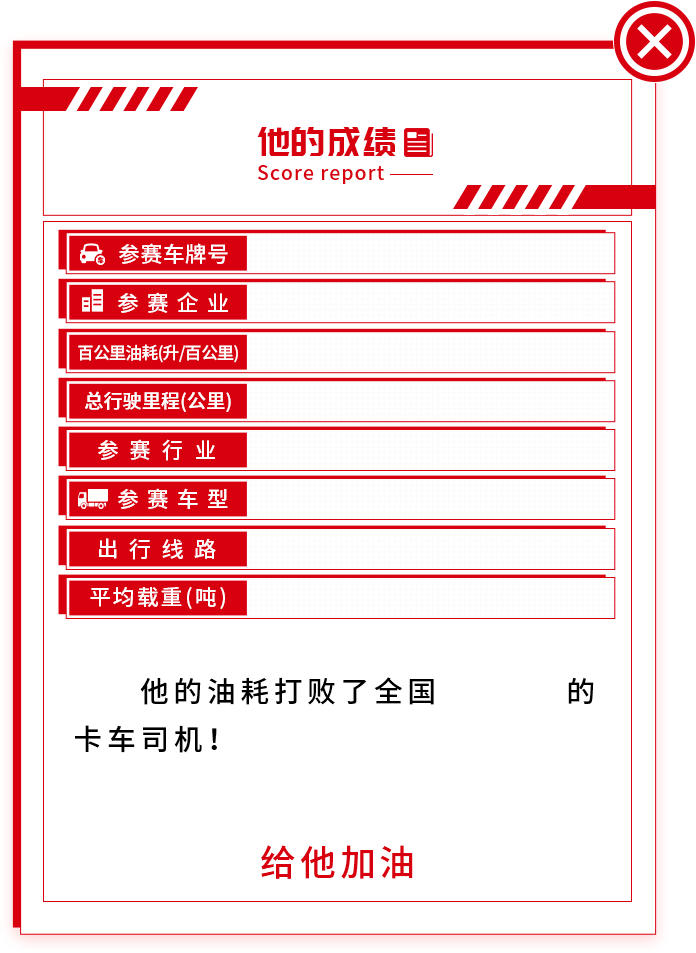 他的成绩
Score report
参赛车牌号
参赛企业
百公里油耗(升/百公里)
总行驶里程(公里)
参赛行业
参赛车型
出行线路
平均载重(吨)
他的油耗打败了全国 的
卡车司机！
给他加油